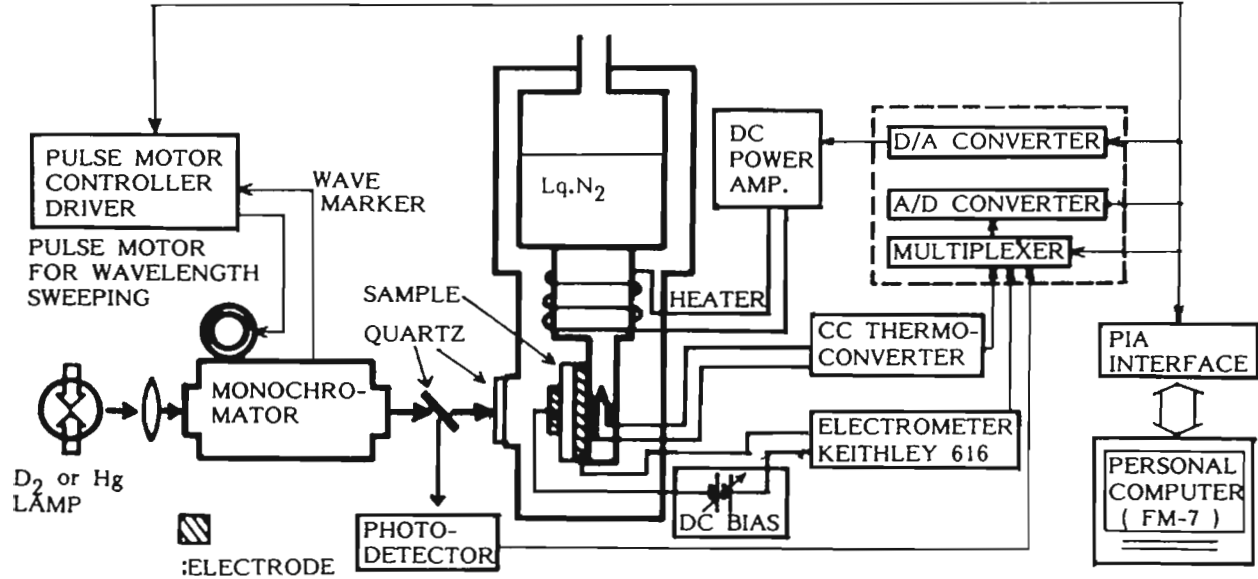 PULSE MOTOR
CONTROLLER
DRIVER
WAVE
MARKER
PULSE MOTOR
FOR WAVELENGTH
SWEEPING
Lq.N₂
DC
POWER
AMP.
D/A CONVERTER
A/D CONVERTER
MULTIPLEXER
HEATER
SAMPLE
QUARTZ
CC THERMO-
CONVERTER
PIA
INTERFACE
MONOCHRO-
MATOR
ELECTROMETER
KEITHLEY 616
PERSONAL
COMPUTER
( FM-7 )
D₂ or Hg
LAMP
DC BIAS
PHOTO-
DETECTOR
:ELECTRODE